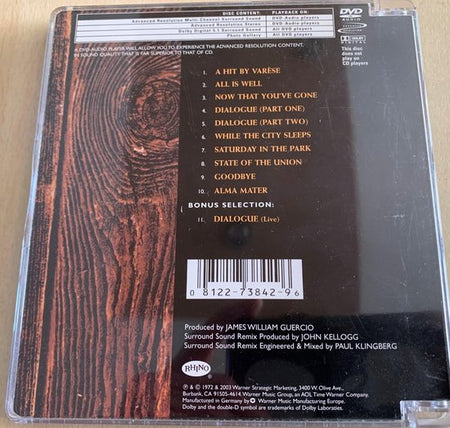 DISC CONTENT: PLAYBACK ON:
Advanced Resolution Multi-Channel Surround Sound DVD-Audio players
Advanced Resolution Stereo DVD-Audio players
Dolby Digital 5.1 Surround Sound All DVD players
Photo Gallery All DVD players
A DVD AUDIO PLAYER WILL ALLOW YOU TO EXPERIENCE THE ADVANCED RESOLUTION CONTENT,
IN SOUND QUALITY THAT IS FAR SUPERIOR TO THAT OF CD.
DVD
AUDIO
DOLBY
DIGITAL
This disc
does not
play on
CD players
1. A HIT BY VARÈSE
2. ALL IS WELL
3. NOW THAT YOU'VE GONE
4. DIALOGUE (PART ONE)
5. DIALOGUE (PART TWO)
6. WHILE THE CITY SLEEPS
7. SATURDAY IN THE PARK
8. STATE OF THE UNION
9. GOODBYE
10. ALMA MATER
BONUS SELECTION:
11. DIALOGUE (Live)
0 81227-3842-9 6
Produced by JAMES WILLIAM GUERCIO
Surround Sound Remix Produced by JOHN KELLOGG
Surround Sound Remix Engineered & Mixed by PAUL KLINGBERG
RHINO
℗ & © 1972 & 2003 Warner Strategic Marketing, 3400 W. Olive Ave.,
Burbank, CA 91505-4614. Warner Music Group, an AOL Time Warner Company.
Manufactured in Germany by Warner Music Manufacturing Europe.
Dolby and the double-D symbol are trademarks of Dolby Laboraties.